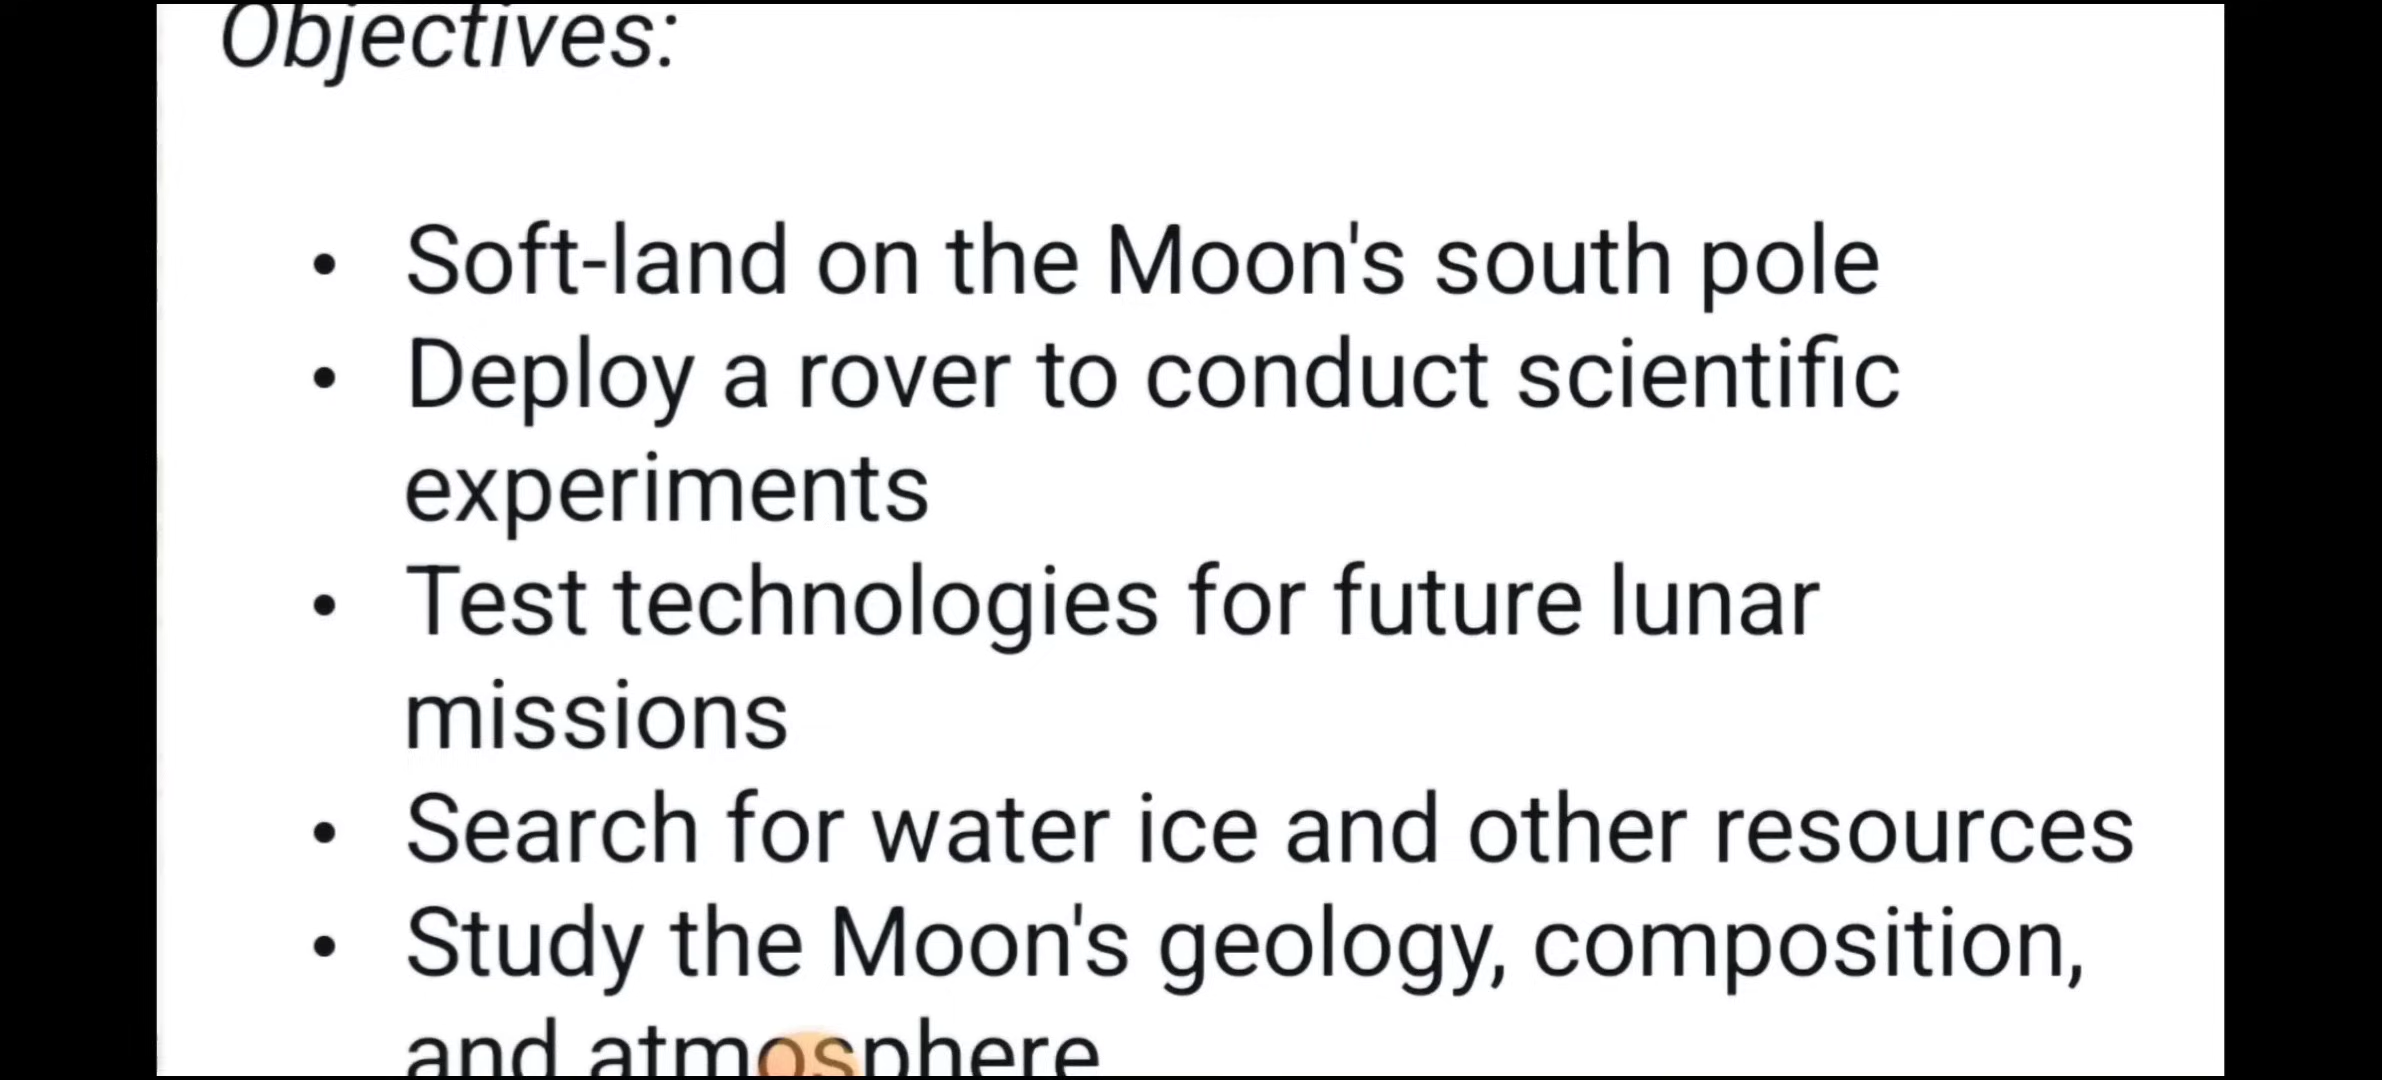 Objectives:
• Soft-land on the Moon's south pole
• Deploy a rover to conduct scientific
experiments
• Test technologies for future lunar
missions
• Search for water ice and other resources
• Study the Moon's geology, composition,
and atmosphere